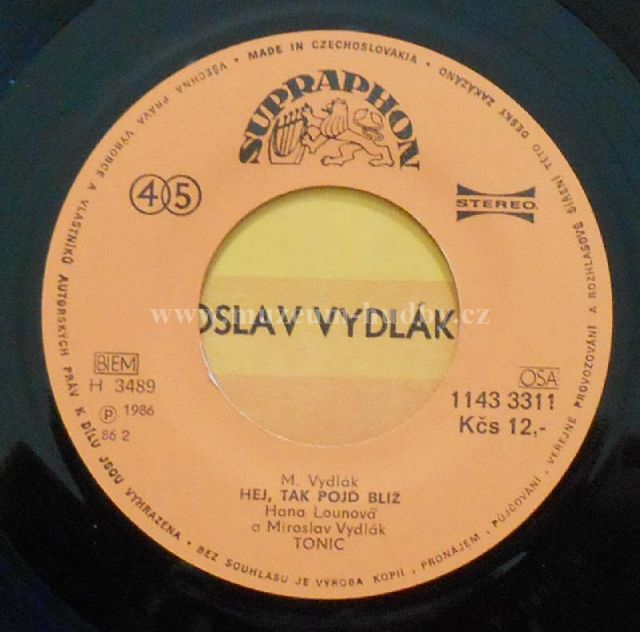 VŠECHNA PRÁVA VÝROBCE A VLASTNÍKŮ AUTORSKÝCH PRÁV K DÍLU JSOU VYHRAZENA • BEZ SOUHLASU JE VÝROBA KOPIÍ, PRONÁJEM, PŮJČOVÁNÍ, VEŘEJNÉ PROVOZOVÁNÍ A ROZHLASOVÉ ŠÍŘENÍ TÉTO DESKY ZAKÁZÁNO • MADE IN CZECHOSLOVAKIA •
SUPRAPHON
45
STEREO
OSLAV VYDLÁK
www.muzeum-hudby.cz
BIEM
H 3489
Ⓟ 1986
86 2
OSA
1143 3311
Kčs 12,-
M. Vydlák
HEJ, TAK POJĎ BLÍŽ
Hana Lounová
a Miroslav Vydlák
TONIC